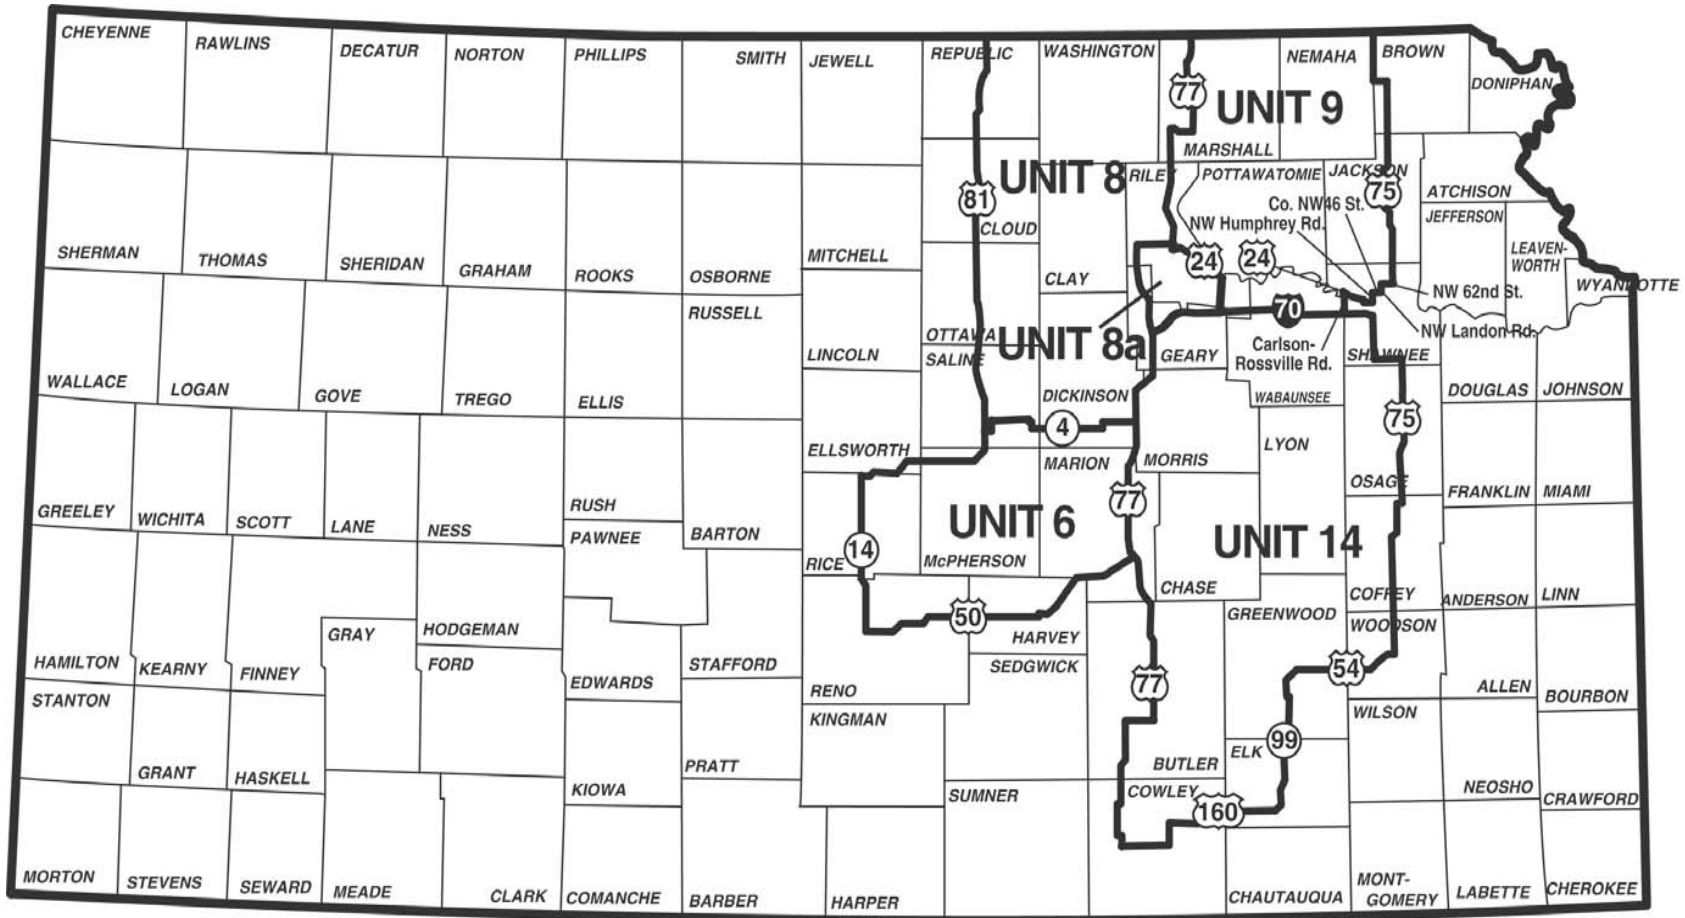 CHEYENNE
RAWLINS
DECATUR
NORTON
PHILLIPS
SMITH
JEWELL
REPUBLIC
WASHINGTON
NEMAHA
BROWN
DONIPHAN
77
UNIT 9
MARSHALL
UNIT 8
RILEY
POTTAWATOMIE
JACKSON
75
ATCHISON
81
Co. NW46 St.
NW Humphrey Rd.
JEFFERSON
CLOUD
LEAVEN-
WORTH
SHERMAN
THOMAS
SHERIDAN
GRAHAM
ROOKS
OSBORNE
MITCHELL
CLAY
24
24
WYANDOTTE
NW 62nd St.
RUSSELL
70
OTTAWA
UNIT 8a
NW Landon Rd.
LINCOLN
SALINE
GEARY
Carlson-
Rossville Rd.
SHAWNEE
WALLACE
LOGAN
GOVE
TREGO
ELLIS
DICKINSON
WABAUNSEE
DOUGLAS
JOHNSON
75
4
ELLSWORTH
MARION
MORRIS
LYON
OSAGE
FRANKLIN
MIAMI
GREELEY
WICHITA
SCOTT
LANE
NESS
RUSH
PAWNEE
BARTON
77
UNIT 6
UNIT 14
14
RICE
McPHERSON
CHASE
COFFEY
ANDERSON
LINN
50
GREENWOOD
WOODSON
GRAY
HODGEMAN
HARVEY
HAMILTON
KEARNY
FINNEY
FORD
EDWARDS
STAFFORD
SEDGWICK
54
77
RENO
ALLEN
BOURBON
STANTON
KINGMAN
WILSON
99
GRANT
HASKELL
PRATT
BUTLER
ELK
KIOWA
SUMNER
COWLEY
160
NEOSHO
CRAWFORD
MORTON
STEVENS
SEWARD
MEADE
CLARK
COMANCHE
BARBER
HARPER
CHAUTAUQUA
MONT-
GOMERY
LABETTE
CHEROKEE